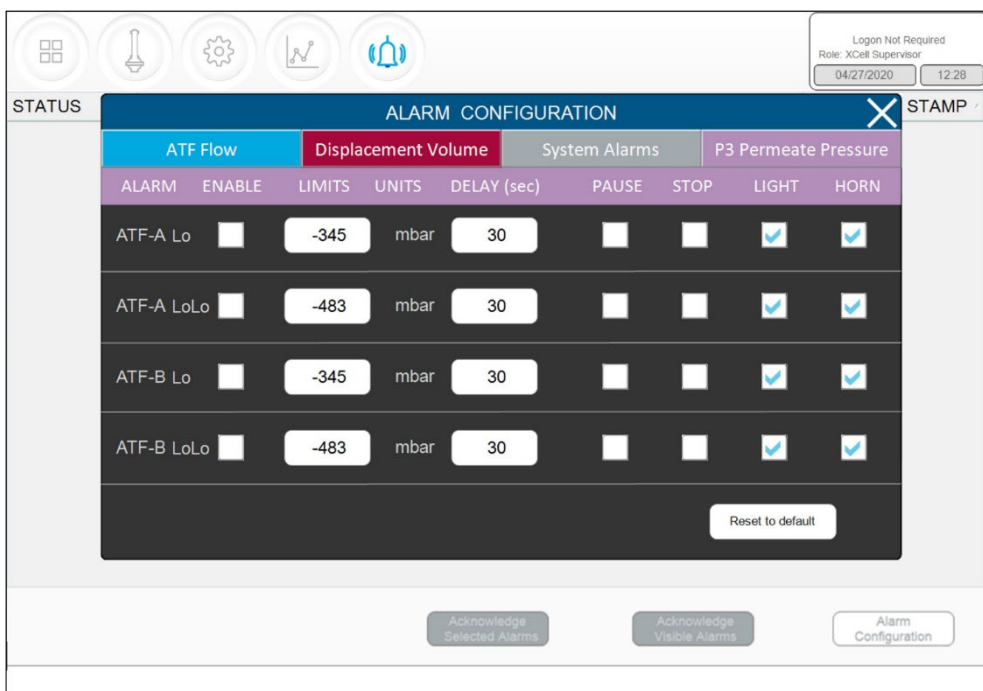 Logon Not Required
Role: XCell Supervisor
04/27/2020 12:28
STATUS STAMP
ALARM CONFIGURATION
ATF Flow Displacement Volume System Alarms P3 Permeate Pressure
ALARM ENABLE LIMITS UNITS DELAY (sec) PAUSE STOP LIGHT HORN
ATF-A Lo -345 mbar 30
ATF-A LoLo -483 mbar 30
ATF-B Lo -345 mbar 30
ATF-B LoLo -483 mbar 30
Reset to default
Acknowledge
Selected Alarms
Acknowledge
Visible Alarms
Alarm
Configuration